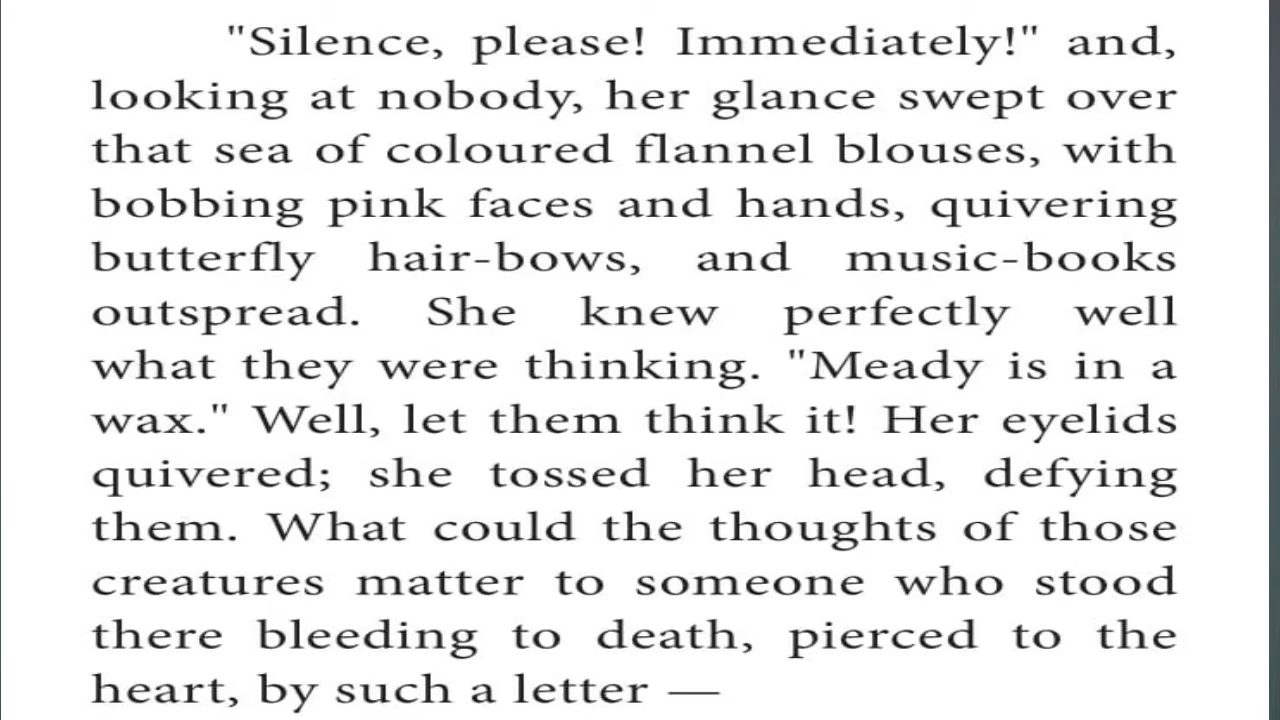 "Silence, please! Immediately!" and,
looking at nobody, her glance swept over
that sea of coloured flannel blouses, with
bobbing pink faces and hands, quivering
butterfly hair-bows, and music-books
outspread. She knew perfectly well
what they were thinking. "Meady is in a
wax." Well, let them think it! Her eyelids
quivered; she tossed her head, defying
them. What could the thoughts of those
creatures matter to someone who stood
there bleeding to death, pierced to the
heart, by such a letter —